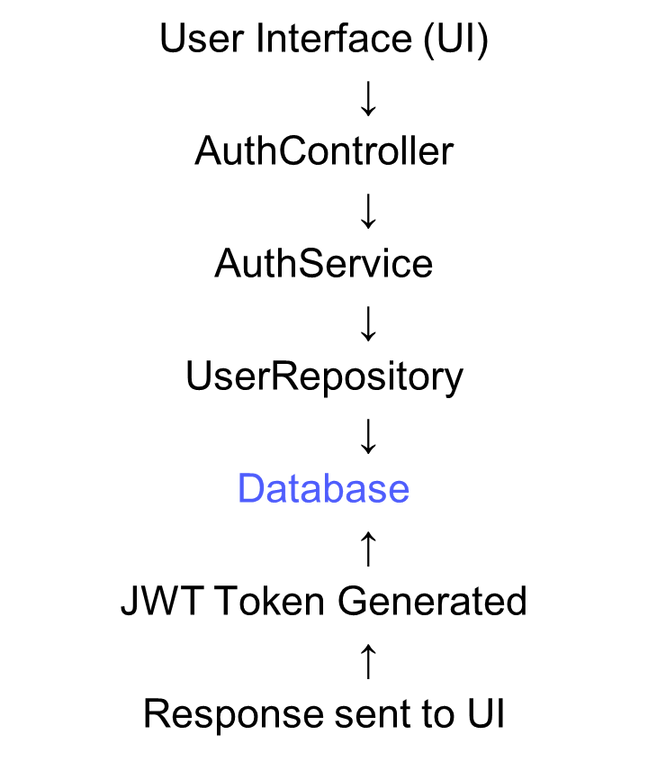 User Interface (UI)
↓
AuthController
↓
AuthService
↓
UserRepository
↓
Database
↑
JWT Token Generated
↑
Response sent to UI